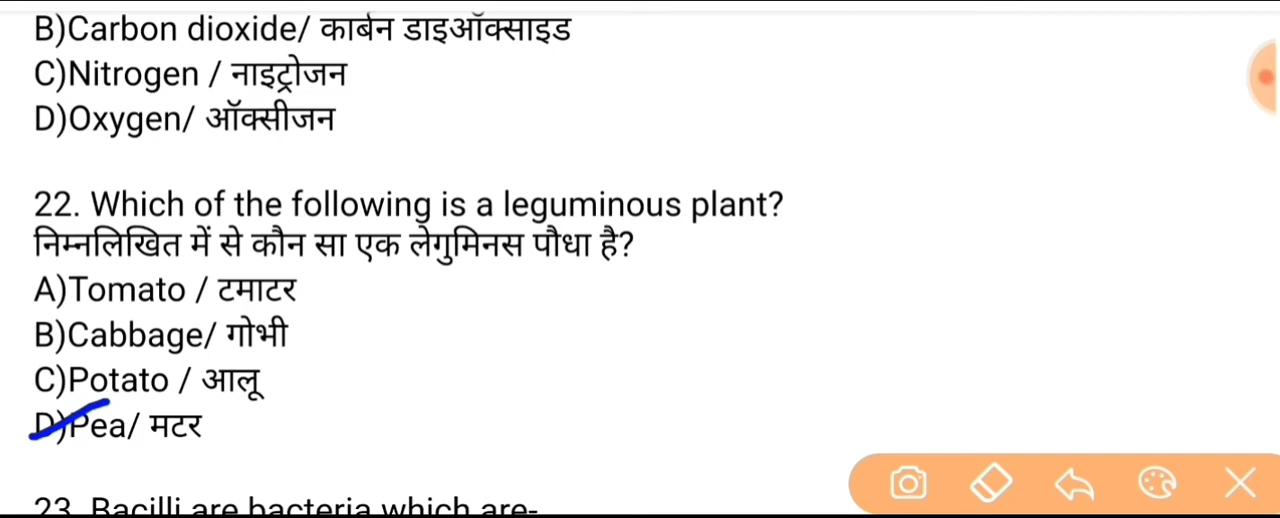 B)Carbon dioxide/ कार्बन डाइऑक्साइड
C)Nitrogen / नाइट्रोजन
D)Oxygen/ ऑक्सीजन
22. Which of the following is a leguminous plant?
निम्नलिखित में से कौन सा एक लेगुमिनस पौधा है?
A)Tomato / टमाटर
B)Cabbage/ गोभी
C)Potato / आलू
D)Pea/ मटर
23. Bacilli are bacteria which are-